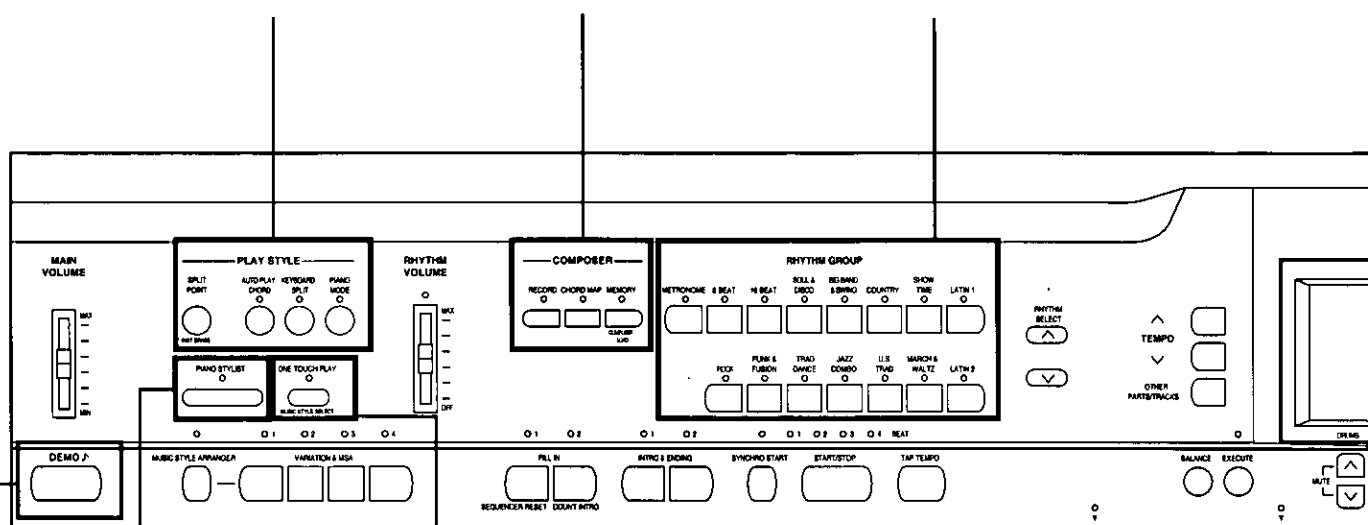 MAIN
VOLUME
MAX
MIN
PLAY STYLE
SPLIT
POINT
AUTO PLAY
CHORD
KEYBOARD
SPLIT
PIANO
MODE
PIANO STYLIST
ONE TOUCH PLAY
MUSIC STYLE SELECT
RHYTHM
VOLUME
MAX
OFF
COMPOSER
RECORD CHORD MAP MEMORY
RHYTHM GROUP
METRONOME
8 BEAT
16 BEAT
SOUL &
DISCO
BIG BAND
& SWING
COUNTRY
SHOW
TIME
LATIN 1
ROCK
FUNK &
FUSION
TRAD
DANCE
JAZZ
COMBO
U.S
TRAD
MARCH &
WALTZ
LATIN 2
RHYTHM
SELECT
TEMPO
OTHER
PARTS/TRACKS
DRUMS
1 2 3 4
1 2
1 2
1 2 3 4 BEAT
DEMO ♪
MUSIC STYLE ARRANGER
VARIATION & MSA
FILL IN
SEQUENCER RESET COUNT INTRO
INTRO & ENDING
SYNCHRO START
START/STOP
TAP TEMPO
BALANCE EXECUTE
MUTE